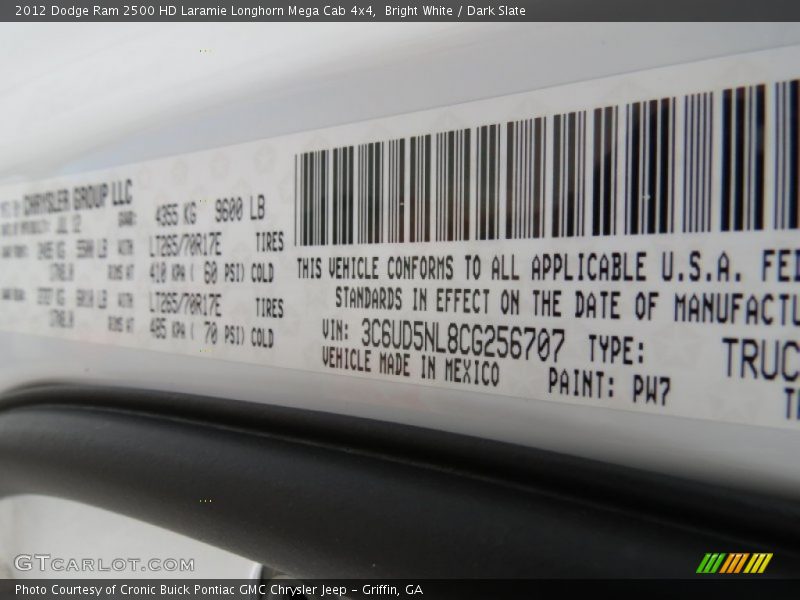 2012 Dodge Ram 2500 HD Laramie Longhorn Mega Cab 4x4, Bright White / Dark Slate
CHRYSLER GROUP LLC
JUL 12
4355 KG 9600 LB
LT265/70R17E TIRES
410 KPA ( 60 PSI) COLD
LT265/70R17E TIRES
485 KPA ( 70 PSI) COLD
THIS VEHICLE CONFORMS TO ALL APPLICABLE U.S.A. FED
STANDARDS IN EFFECT ON THE DATE OF MANUFACTU
VIN: 3C6UD5NL8CG256707 TYPE: TRUC
VEHICLE MADE IN MEXICO PAINT: PW7
GTCARLOT.COM
Photo Courtesy of Cronic Buick Pontiac GMC Chrysler Jeep - Griffin, GA